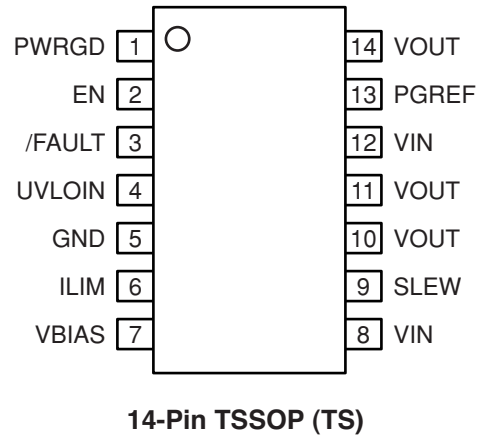 PWRGD 1 14 VOUT
EN 2 13 PGREF
/FAULT 3 12 VIN
UVLOIN 4 11 VOUT
GND 5 10 VOUT
ILIM 6 9 SLEW
VBIAS 7 8 VIN
14-Pin TSSOP (TS)